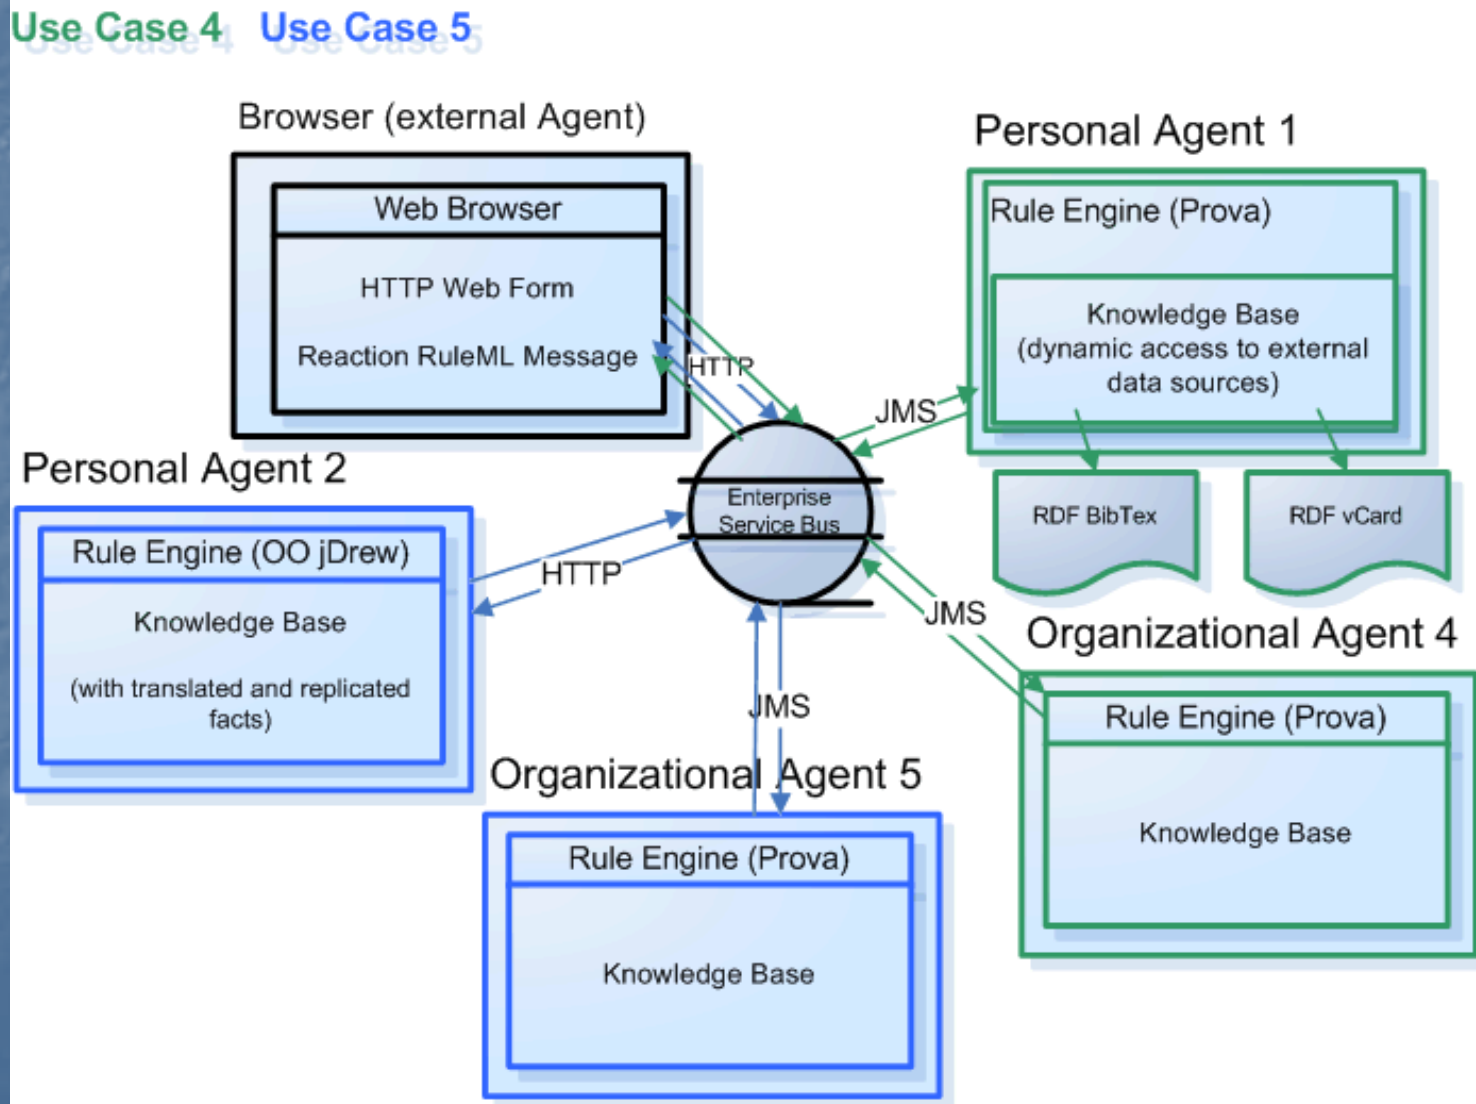 Use Case 4 Use Case 5
Browser (external Agent)
Web Browser
HTTP Web Form
Reaction RuleML Message
HTTP
Personal Agent 1
Rule Engine (Prova)
Knowledge Base
(dynamic access to external
data sources)
JMS
RDF BibTex
RDF vCard
Enterprise
Service Bus
Personal Agent 2
Rule Engine (OO jDrew)
Knowledge Base
(with translated and replicated
facts)
HTTP
JMS
JMS
Organizational Agent 4
Rule Engine (Prova)
Knowledge Base
Organizational Agent 5
Rule Engine (Prova)
Knowledge Base